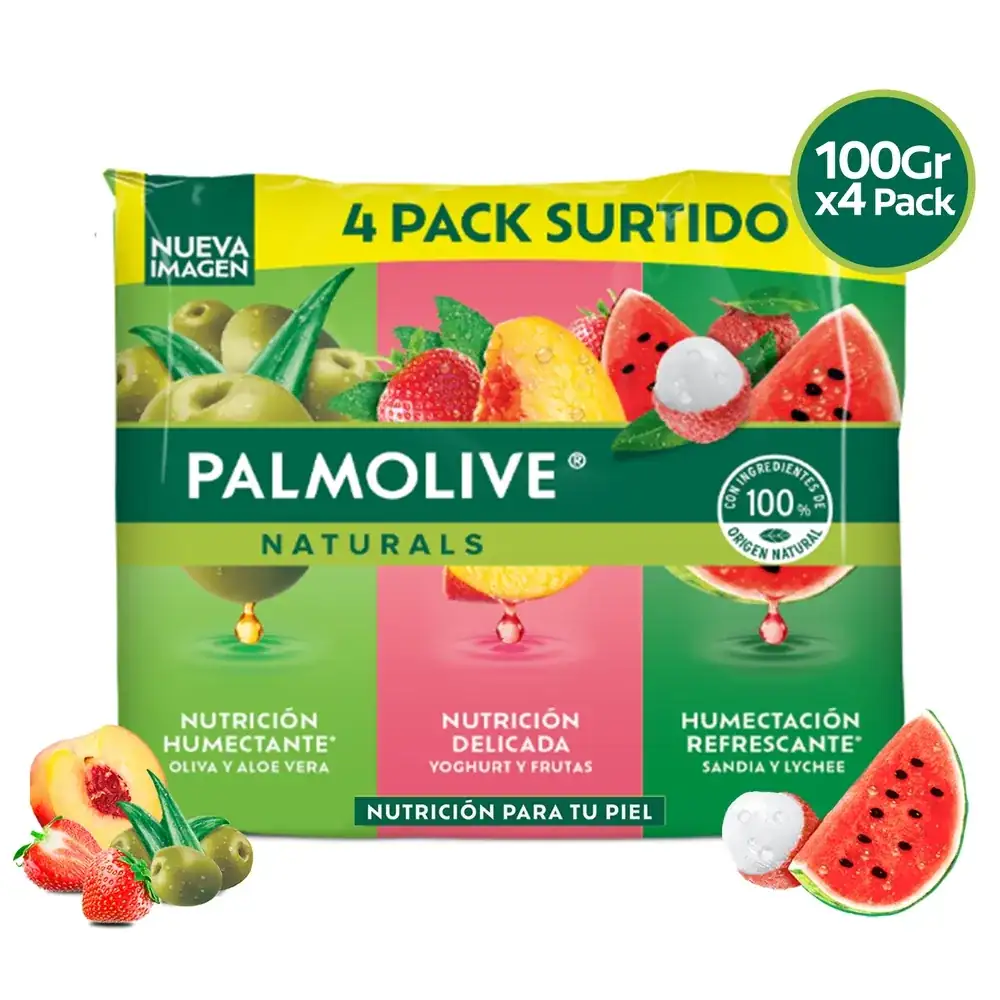 100Gr
x4 Pack
NUEVA
IMAGEN
4 PACK SURTIDO
PALMOLIVE®
NATURALS
CON INGREDIENTES DE
100%
ORIGEN NATURAL
NUTRICIÓN
HUMECTANTE*
OLIVA Y ALOE VERA
NUTRICIÓN
DELICADA
YOGHURT Y FRUTAS
HUMECTACIÓN
REFRESCANTE*
SANDIA Y LYCHEE
NUTRICIÓN PARA TU PIEL